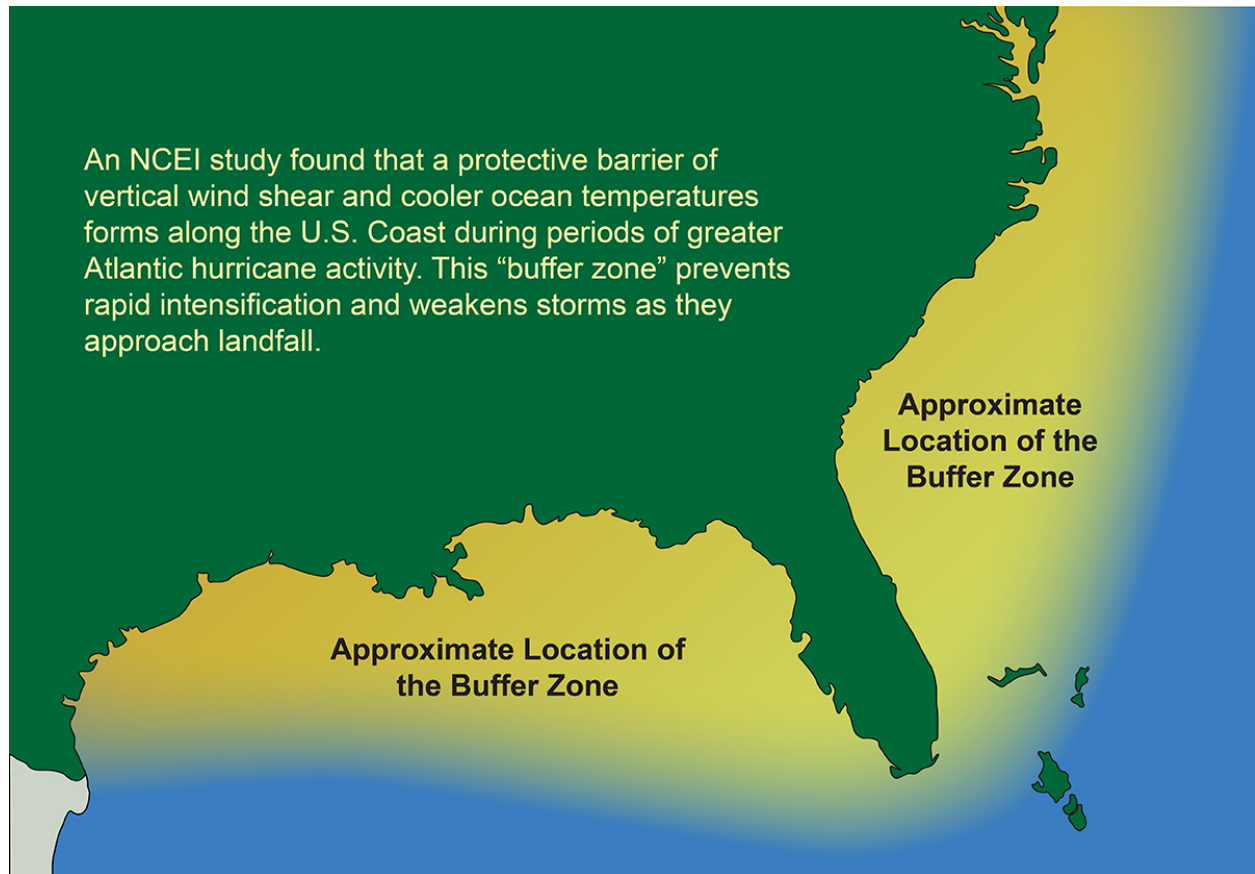 An NCEI study found that a protective barrier of
vertical wind shear and cooler ocean temperatures
forms along the U.S. Coast during periods of greater
Atlantic hurricane activity. This “buffer zone” prevents
rapid intensification and weakens storms as they
approach landfall.
Approximate
Location of the
Buffer Zone
Approximate Location of
the Buffer Zone